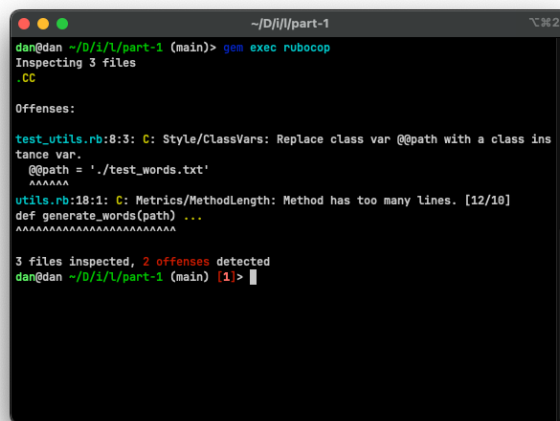 ~/D/i/l/part-1
⌥⌘2
dan@dan ~/D/i/l/part-1 (main)> gem exec rubocop
Inspecting 3 files
.CC
Offenses:
test_utils.rb:8:3: C: Style/ClassVars: Replace class var @@path with a class ins
tance var.
  @@path = './test_words.txt'
  ^^^^^^
utils.rb:18:1: C: Metrics/MethodLength: Method has too many lines. [12/10]
def generate_words(path) ...
^^^^^^^^^^^^^^^^^^^^^^^^
3 files inspected, 2 offenses detected
dan@dan ~/D/i/l/part-1 (main) [1]>